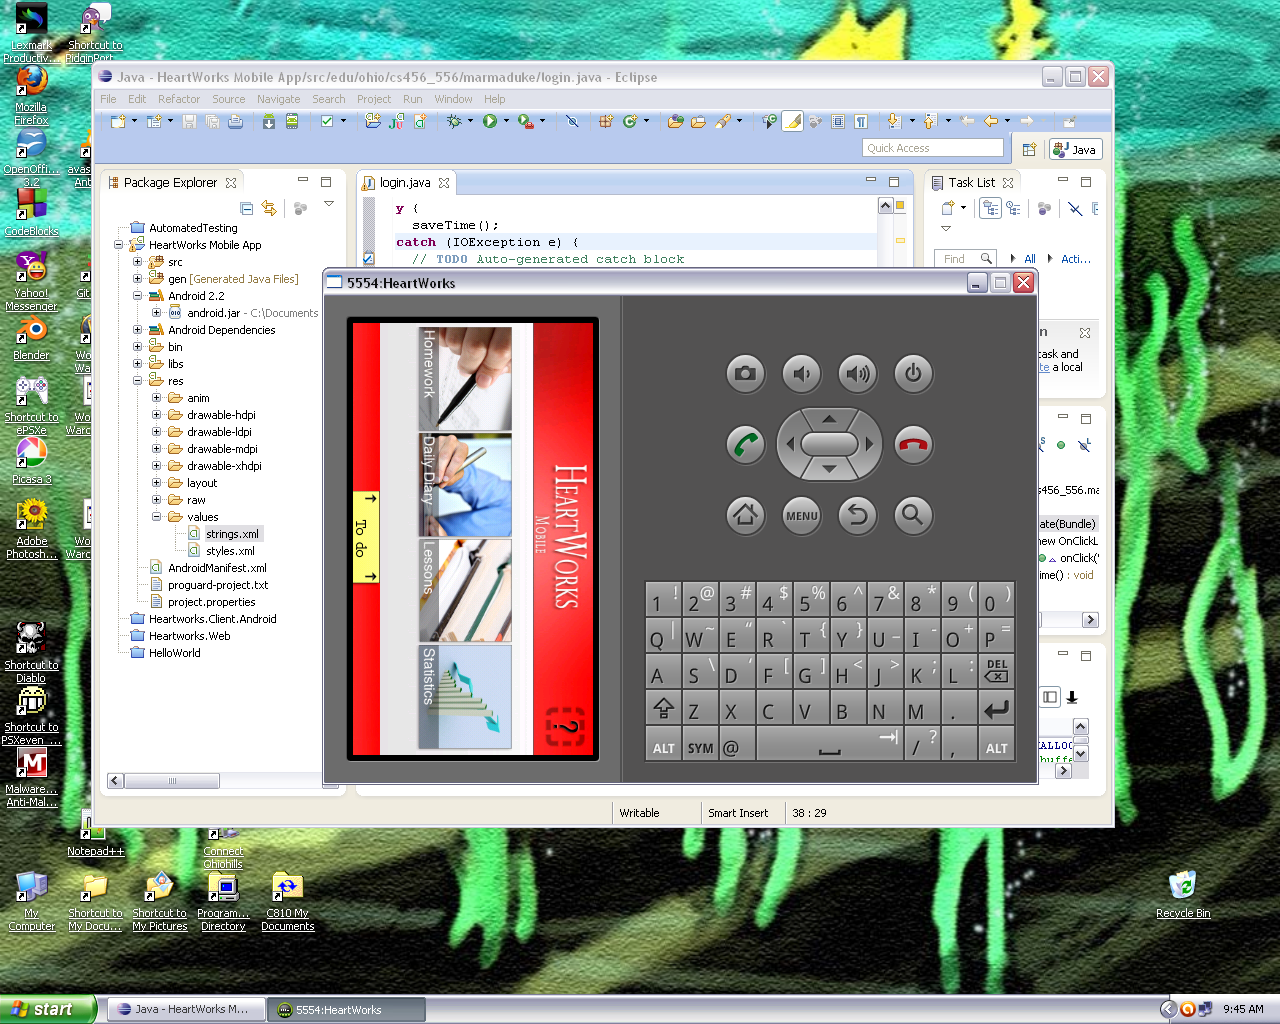 Lexmark
Productiv...
Shortcut to
PidginPort...
Mozilla
Firefox
OpenOffi...
3.2
avas
Ant
CodeBlocks
Yahoo!
Messenger
Git
Blender
Wo
Wa
Shortcut to
ePSXe
Wo
Warc
Picasa 3
Adobe
Photosh...
Wo
Warc
Shortcut to
Diablo
Shortcut to
PSXeven_...
Malware...
Anti-Mal...
Notepad++
Connect
Ohiohills
My
Computer
Shortcut to
My Docu...
Shortcut to
My Pictures
Program...
Directory
C810 My
Documents
Recycle Bin
Java - HeartWorks Mobile App/src/edu/ohio/cs456_556/marmaduke/login.java - Eclipse
File Edit Refactor Source Navigate Search Project Run Window Help
Quick Access
Java
Package Explorer
AutomatedTesting
HeartWorks Mobile App
src
gen [Generated Java Files]
Android 2.2
android.jar - C:\Documents
Android Dependencies
bin
libs
res
anim
drawable-hdpi
drawable-ldpi
drawable-mdpi
drawable-xhdpi
layout
raw
values
strings.xml
styles.xml
AndroidManifest.xml
proguard-project.txt
project.properties
Heartworks.Client.Android
Heartworks.Web
HelloWorld
login.java
y {
saveTime();
catch (IOException e) {
// TODO Auto-generated catch block
Task List
Find
All
Acti...
n
task and
te a local
s456_556.ma
ate(Bundle)
new OnClickL
onClick(
ime() : void
ALLOC
buffe
5554:HeartWorks
HeartWorks
Mobile
?
Homework
Daily Diary
Lessons
Statistics
→ To do →
MENU
1 ! 2 @ 3 # 4 $ 5 % 6 ^ 7 & 8 * 9 ( 0 )
Q | W ~ E “ R ` T { Y } U _ I - O + P =
A S \ D ‘ F [ G ] H < J > K ; L : DEL
Z X C V B N M .
ALT SYM @ / ? , ALT
Writable
Smart Insert
38 : 29
start
Java - HeartWorks M...
5554:HeartWorks
9:45 AM